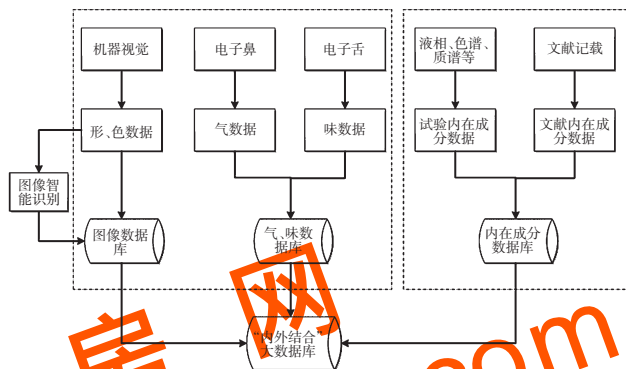 机器视觉
电子鼻
电子舌
液相、色谱、
质谱等
文献记载
形、色数据
气数据
味数据
试验内在成
分数据
文献内在成
分数据
图像智
能识别
图像数据
库
气、味数
据库
内在成分
数据库
“内外结合”
大数据库
网
com